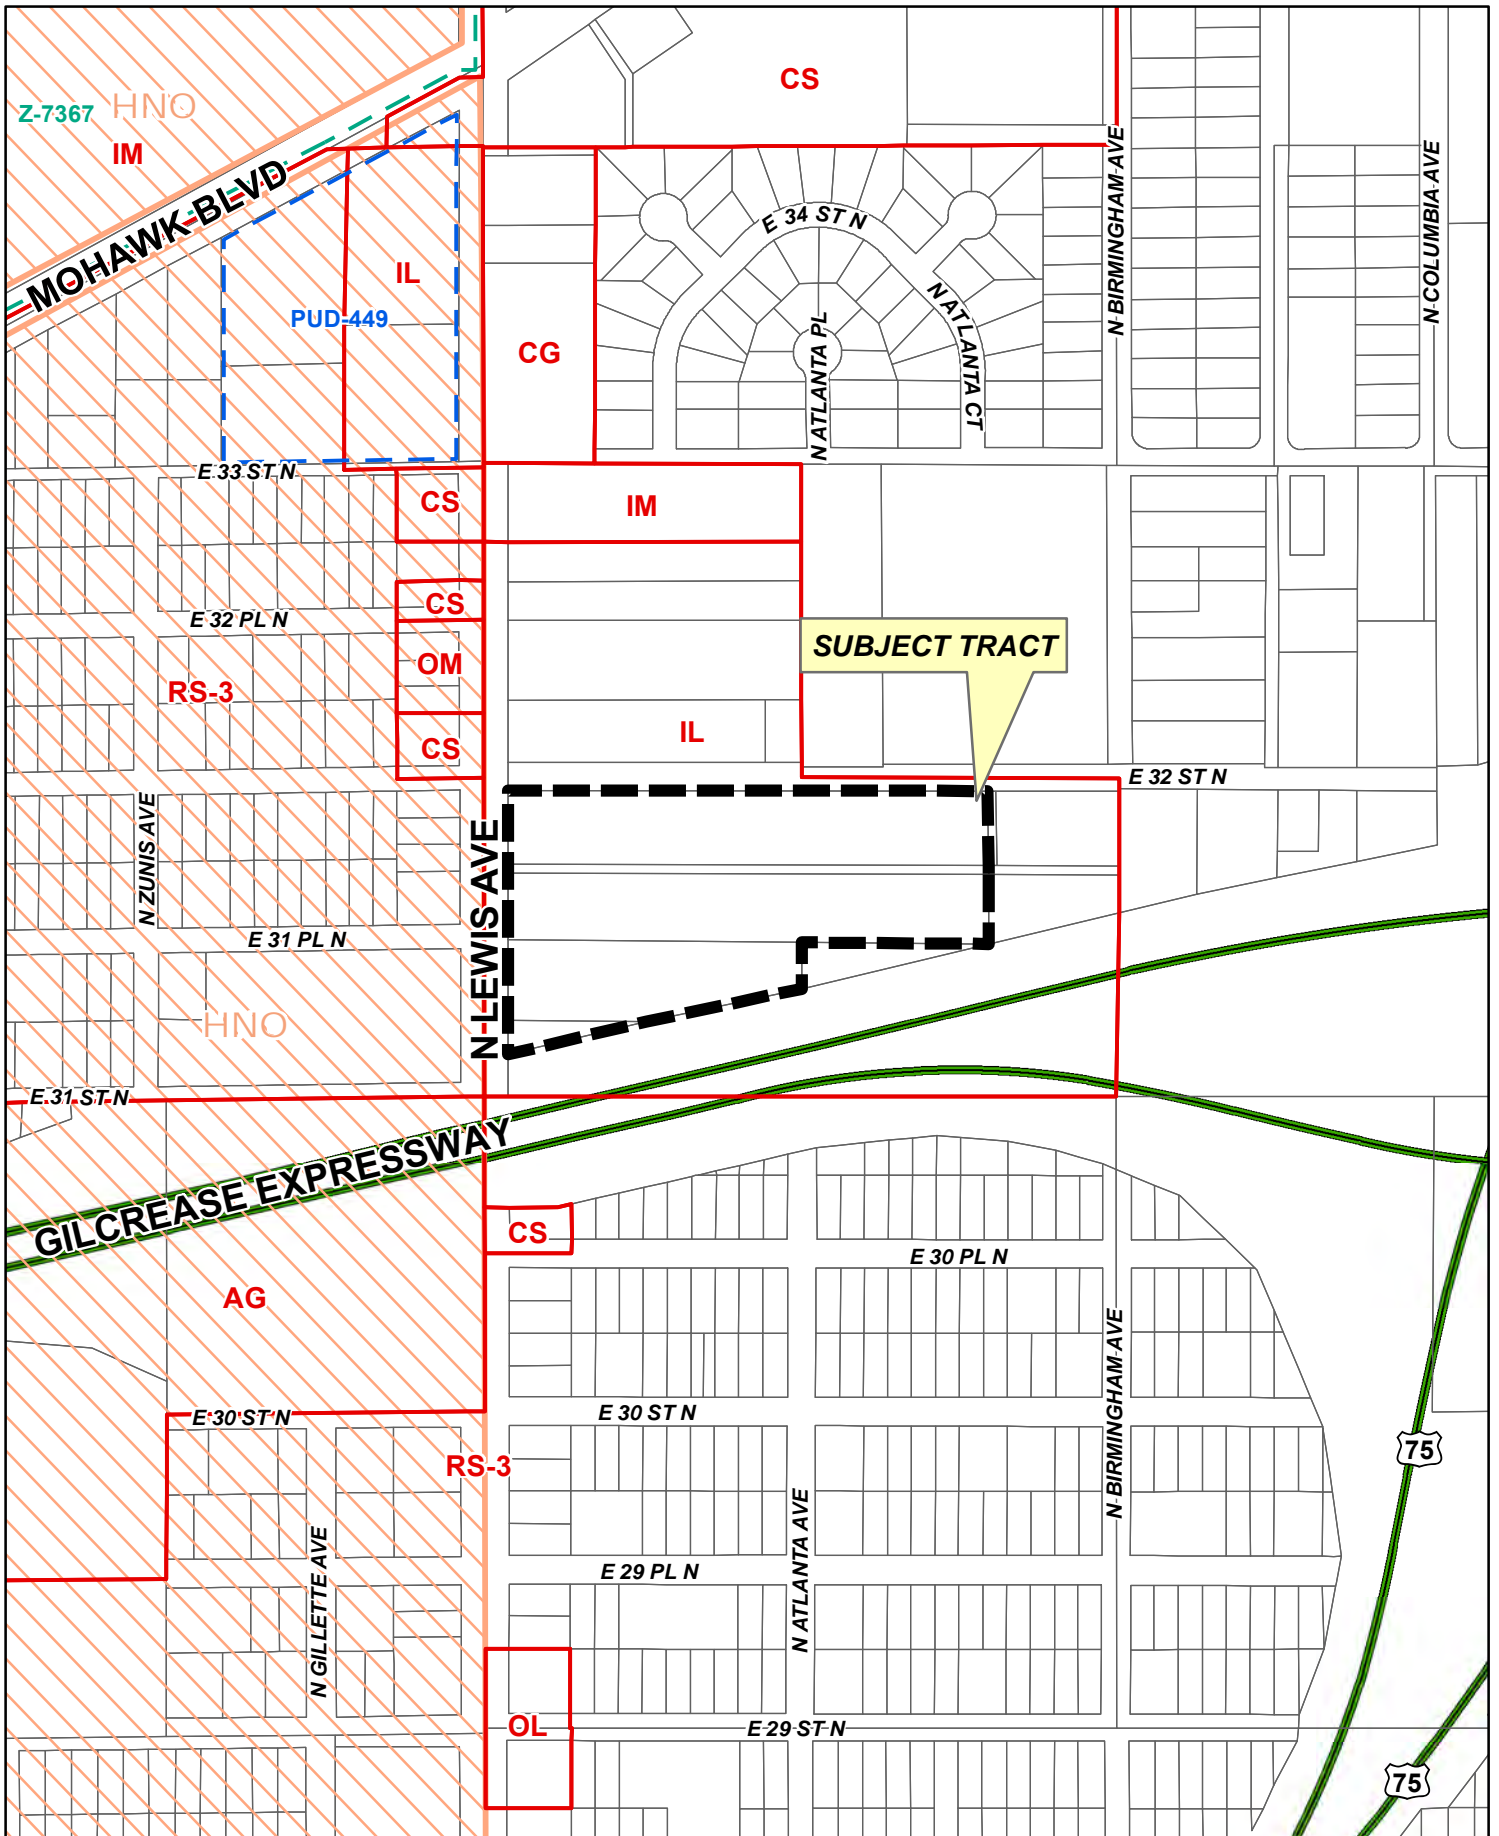 CS
Z-7367
HNO
IM
MOHAWK BLVD
IL
PUD-449
CG
E 34 ST N
N ATLANTA PL
N ATLANTA CT
N BIRMINGHAM AVE
N COLUMBIA AVE
E 33 ST N
CS
IM
CS
E 32 PL N
OM
RS-3
SUBJECT TRACT
IL
CS
E 32 ST N
N ZUNIS AVE
N LEWIS AVE
E 31 PL N
HNO
E 31 ST N
GILCREASE EXPRESSWAY
CS
E 30 PL N
AG
N BIRMINGHAM AVE
E 30 ST N
E 30 ST N
RS-3
75
N GILLETTE AVE
N ATLANTA AVE
E 29 PL N
OL
E 29 ST N
75